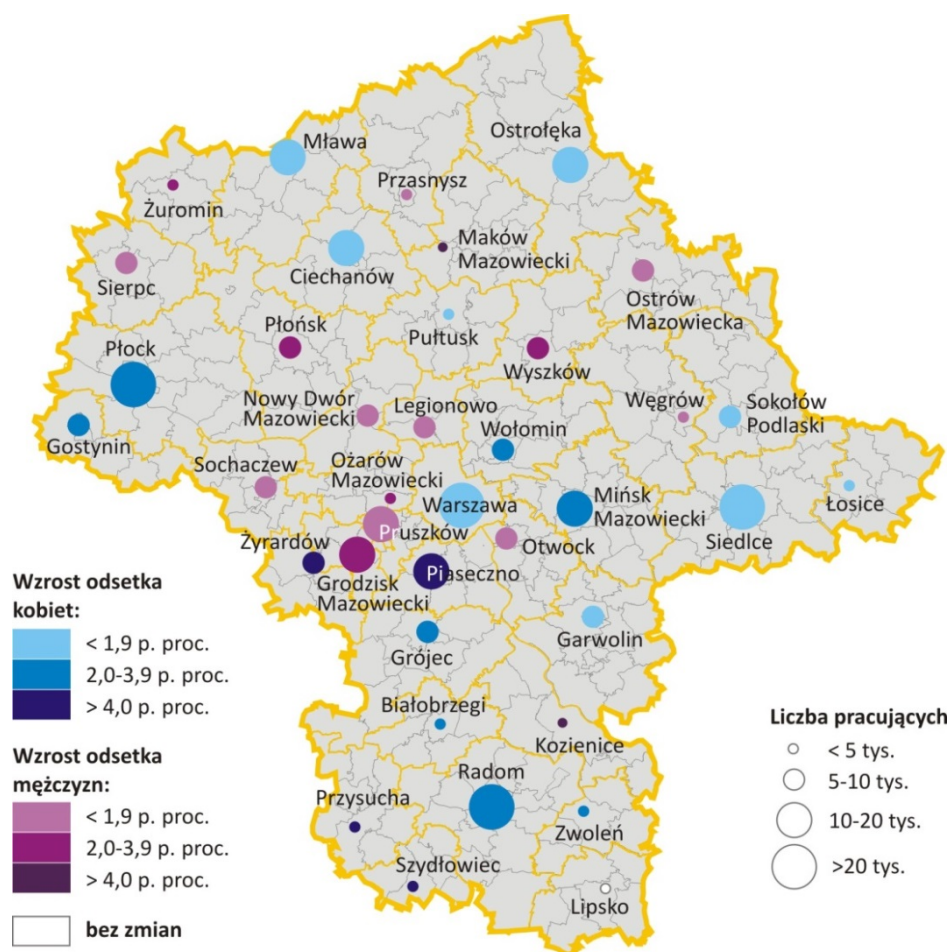 Mława
Ostrołęka
Przasnysz
Żuromin
Maków
Mazowiecki
Ciechanów
Sierpc
Ostrów
Mazowiecka
Płońsk
Pułtusk
Płock
Wyszków
Nowy Dwór
Mazowiecki
Legionowo
Węgrów
Sokołów
Podlaski
Gostynin
Wołomin
Sochaczew
Ożarów
Mazowiecki
Warszawa
Mińsk
Mazowiecki
Łosice
Pruszków
Siedlce
Żyrardów
Otwock
Piaseczno
Grodzisk
Mazowiecki
Garwolin
Grójec
Białobrzegi
Kozienice
Radom
Przysucha
Zwoleń
Szydłowiec
Lipsko
Wzrost odsetka
kobiet:
< 1,9 p. proc.
2,0-3,9 p. proc.
> 4,0 p. proc.
Wzrost odsetka
mężczyzn:
< 1,9 p. proc.
2,0-3,9 p. proc.
> 4,0 p. proc.
bez zmian
Liczba pracujących
< 5 tys.
5-10 tys.
10-20 tys.
>20 tys.